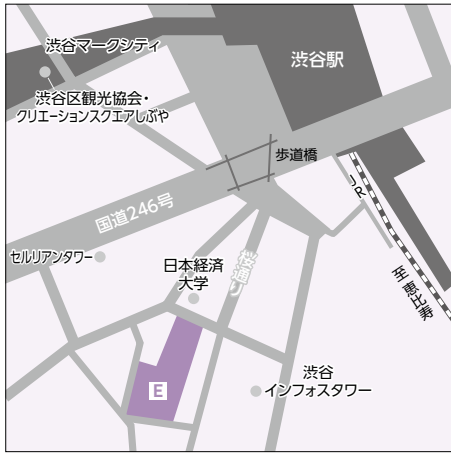 渋谷マークシティ
渋谷駅
渋谷区観光協会・
クリエーションスクエアしぶや
歩道橋
JR
国道246号
至恵比寿
セルリアンタワー
日本経済
大学
桜通り
渋谷
インフォスタワー
E